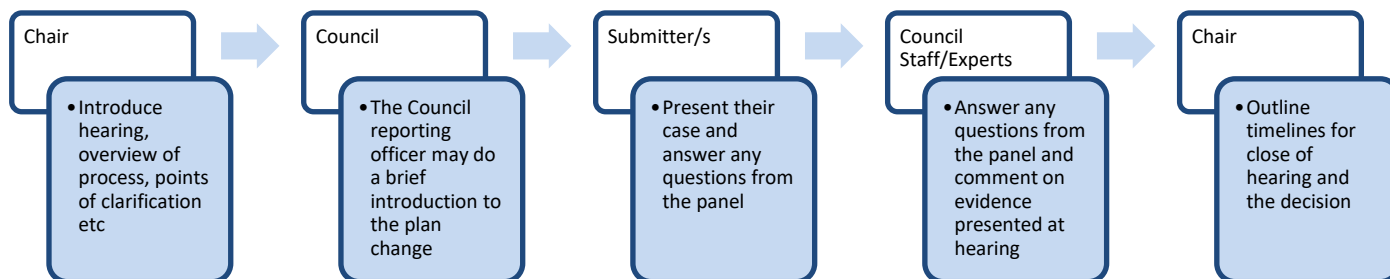 Chair
•Introduce
hearing,
overview of
process, points
of clarification
etc
Council
•The Council
reporting
officer may do
a brief
introduction to
the plan
change
Submitter/s
•Present their
case and
answer any
questions from
the panel
Council
Staff/Experts
•Answer any
questions from
the panel and
comment on
evidence
presented at
hearing
Chair
•Outline
timelines for
close of
hearing and
the decision